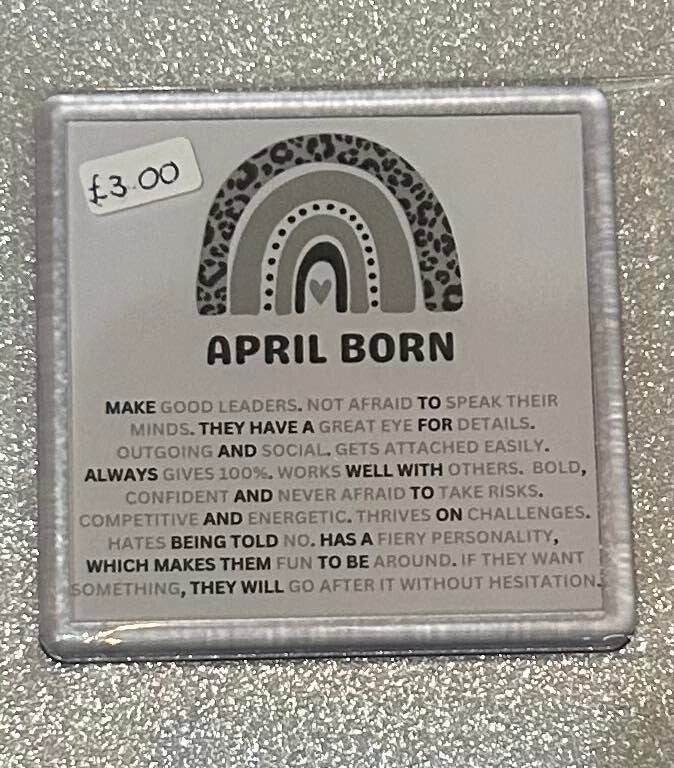 £3.00
APRIL BORN
MAKE GOOD LEADERS. NOT AFRAID TO SPEAK THEIR
MINDS. THEY HAVE A GREAT EYE FOR DETAILS.
OUTGOING AND SOCIAL. GETS ATTACHED EASILY.
ALWAYS GIVES 100%. WORKS WELL WITH OTHERS. BOLD,
CONFIDENT AND NEVER AFRAID TO TAKE RISKS.
COMPETITIVE AND ENERGETIC. THRIVES ON CHALLENGES.
HATES BEING TOLD NO. HAS A FIERY PERSONALITY,
WHICH MAKES THEM FUN TO BE AROUND. IF THEY WANT
SOMETHING, THEY WILL GO AFTER IT WITHOUT HESITATION.